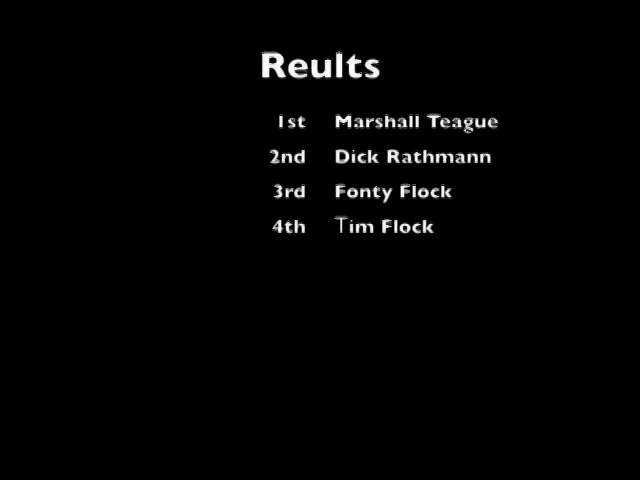 Reults
1st Marshall Teague
2nd Dick Rathmann
3rd Fonty Flock
4th Tim Flock